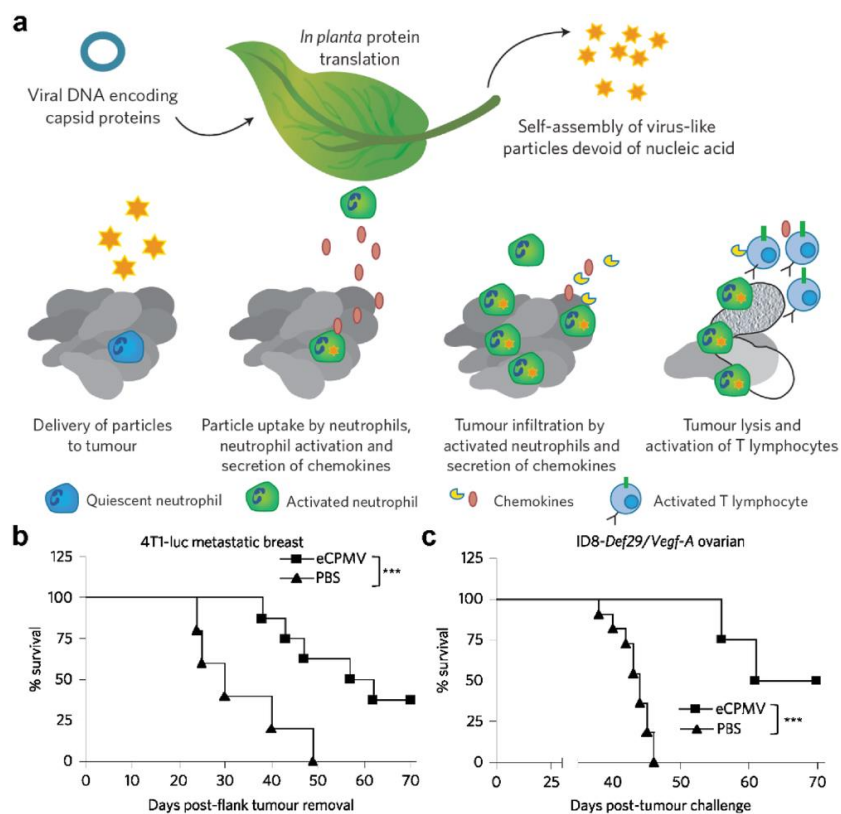 a
In planta protein
translation
Viral DNA encoding
capsid proteins
Self-assembly of virus-like
particles devoid of nucleic acid
Delivery of particles
to tumour
Particle uptake by neutrophils,
neutrophil activation and
secretion of chemokines
Tumour infiltration by
activated neutrophils and
secretion of chemokines
Tumour lysis and
activation of T lymphocytes
Quiescent neutrophil
Activated neutrophil
Chemokines
Activated T lymphocyte
b
4T1-luc metastatic breast
eCPMV
PBS
***
125
100
75
50
25
0
% survival
0 10 20 30 40 50 60 70
Days post-flank tumour removal
c
ID8-Def29/Vegf-A ovarian
125
100
75
50
25
0
% survival
eCPMV
PBS
***
0 25 40 50 60 70
Days post-tumour challenge